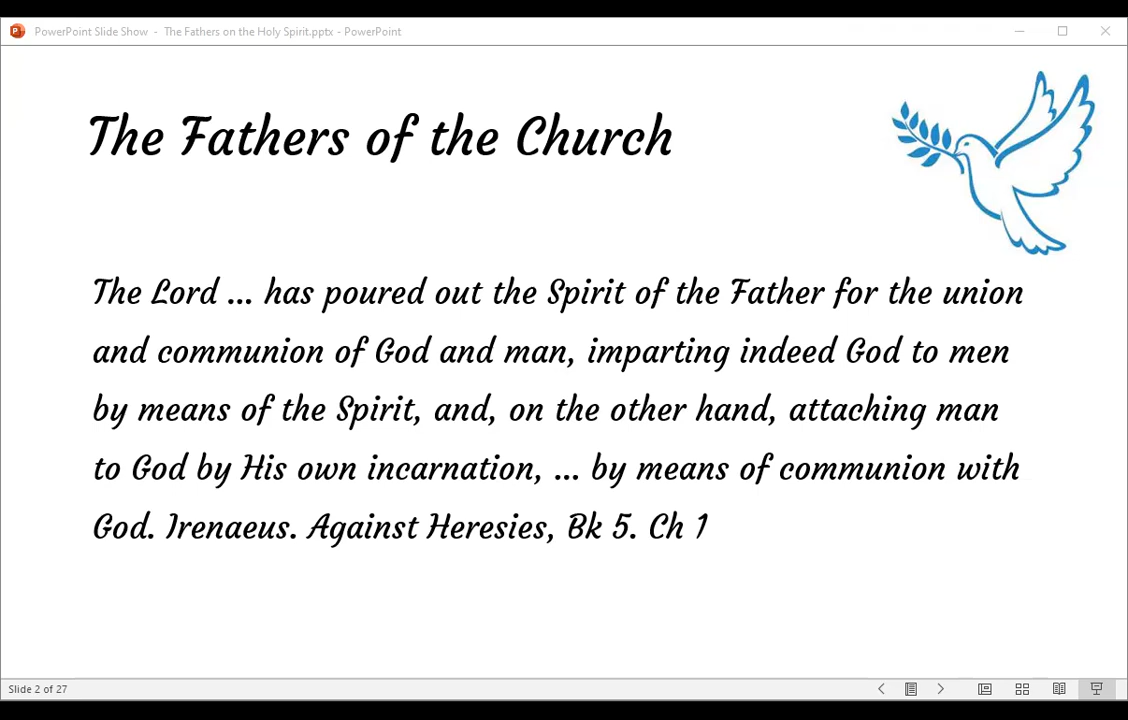 PowerPoint Slide Show - The Fathers on the Holy Spirit.pptx - PowerPoint
The Fathers of the Church
The Lord ... has poured out the Spirit of the Father for the union
and communion of God and man, imparting indeed God to men
by means of the Spirit, and, on the other hand, attaching man
to God by His own incarnation, ... by means of communion with
God. Irenaeus. Against Heresies, Bk 5. Ch 1
Slide 2 of 27